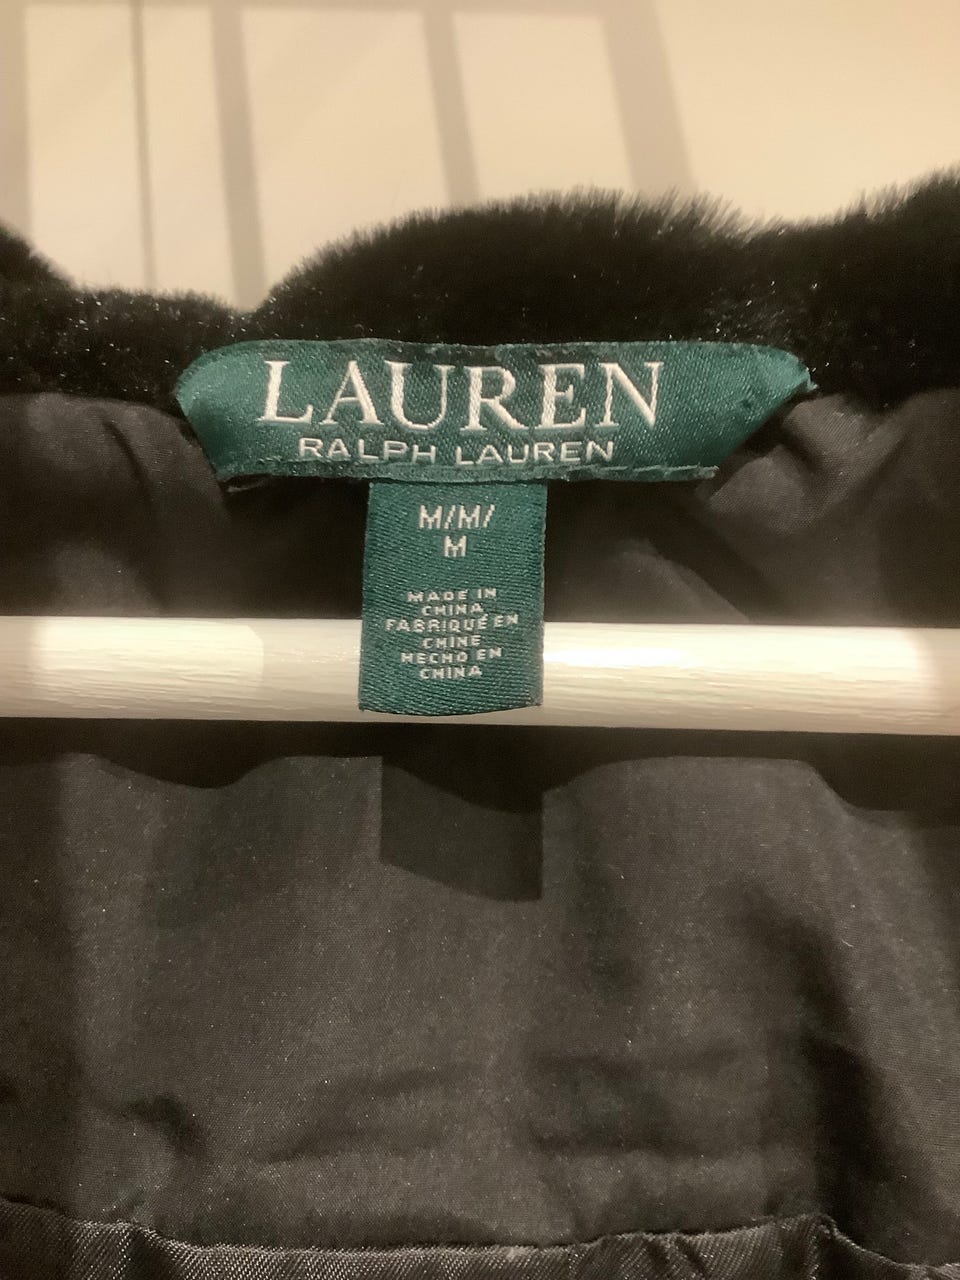 LAUREN
RALPH LAUREN
M/M/
M
MADE IN
CHINA
FABRIQUÉ EN
CHINE
HECHO EN
CHINA